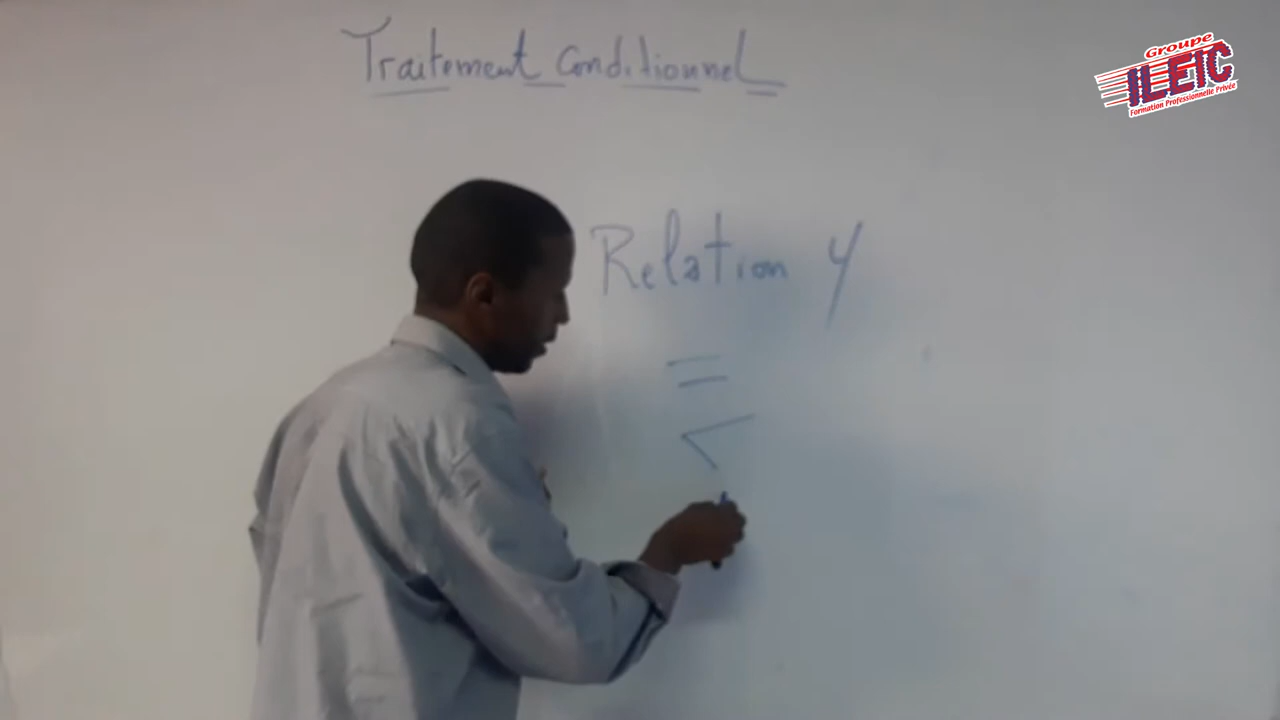 Traitement Conditionnel
Groupe
ILEIC
Formation Professionnelle Privée
Relation y
=
<